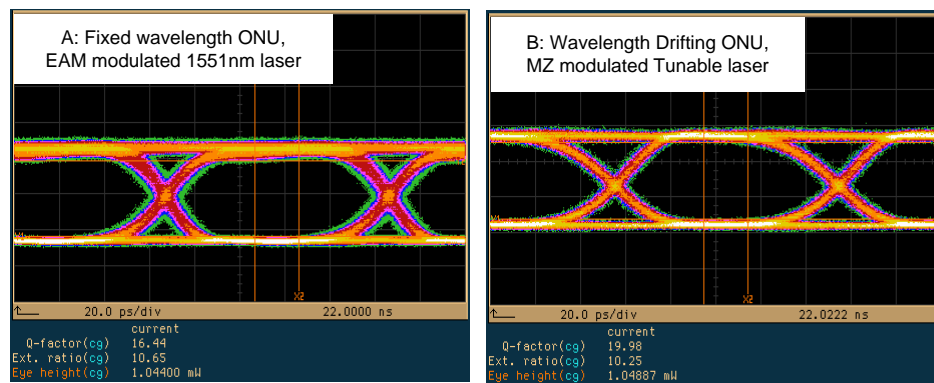 A: Fixed wavelength ONU,
EAM modulated 1551nm laser
X2
20.0 ps/div 22.0000 ns
current
Q-factor(cg) 16.44
Ext. ratio(cg) 10.65
Eye height(cg) 1.04400 mW
B: Wavelength Drifting ONU,
MZ modulated Tunable laser
X2
20.0 ps/div 22.0222 ns
current
Q-factor(cg) 19.98
Ext. ratio(cg) 10.25
Eye height(cg) 1.04887 mW